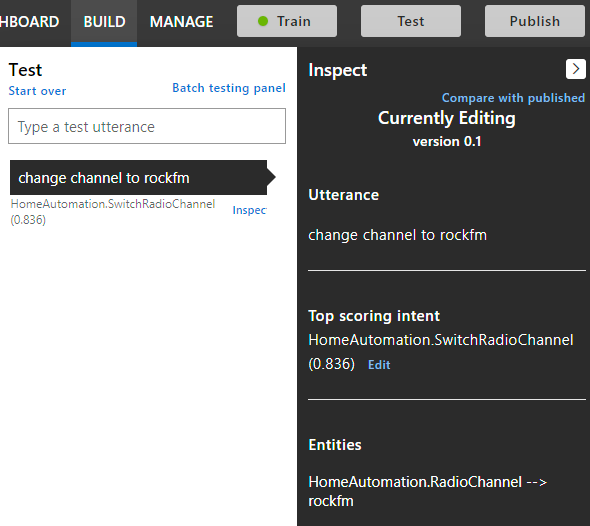 HBOARD BUILD MANAGE Train Test Publish
Test
Start over
Batch testing panel
Type a test utterance
change channel to rockfm
HomeAutomation.SwitchRadioChannel
(0.836)
Inspec
Inspect
Compare with published
Currently Editing
version 0.1
Utterance
change channel to rockfm
Top scoring intent
HomeAutomation.SwitchRadioChannel
(0.836) Edit
Entities
HomeAutomation.RadioChannel -->
rockfm